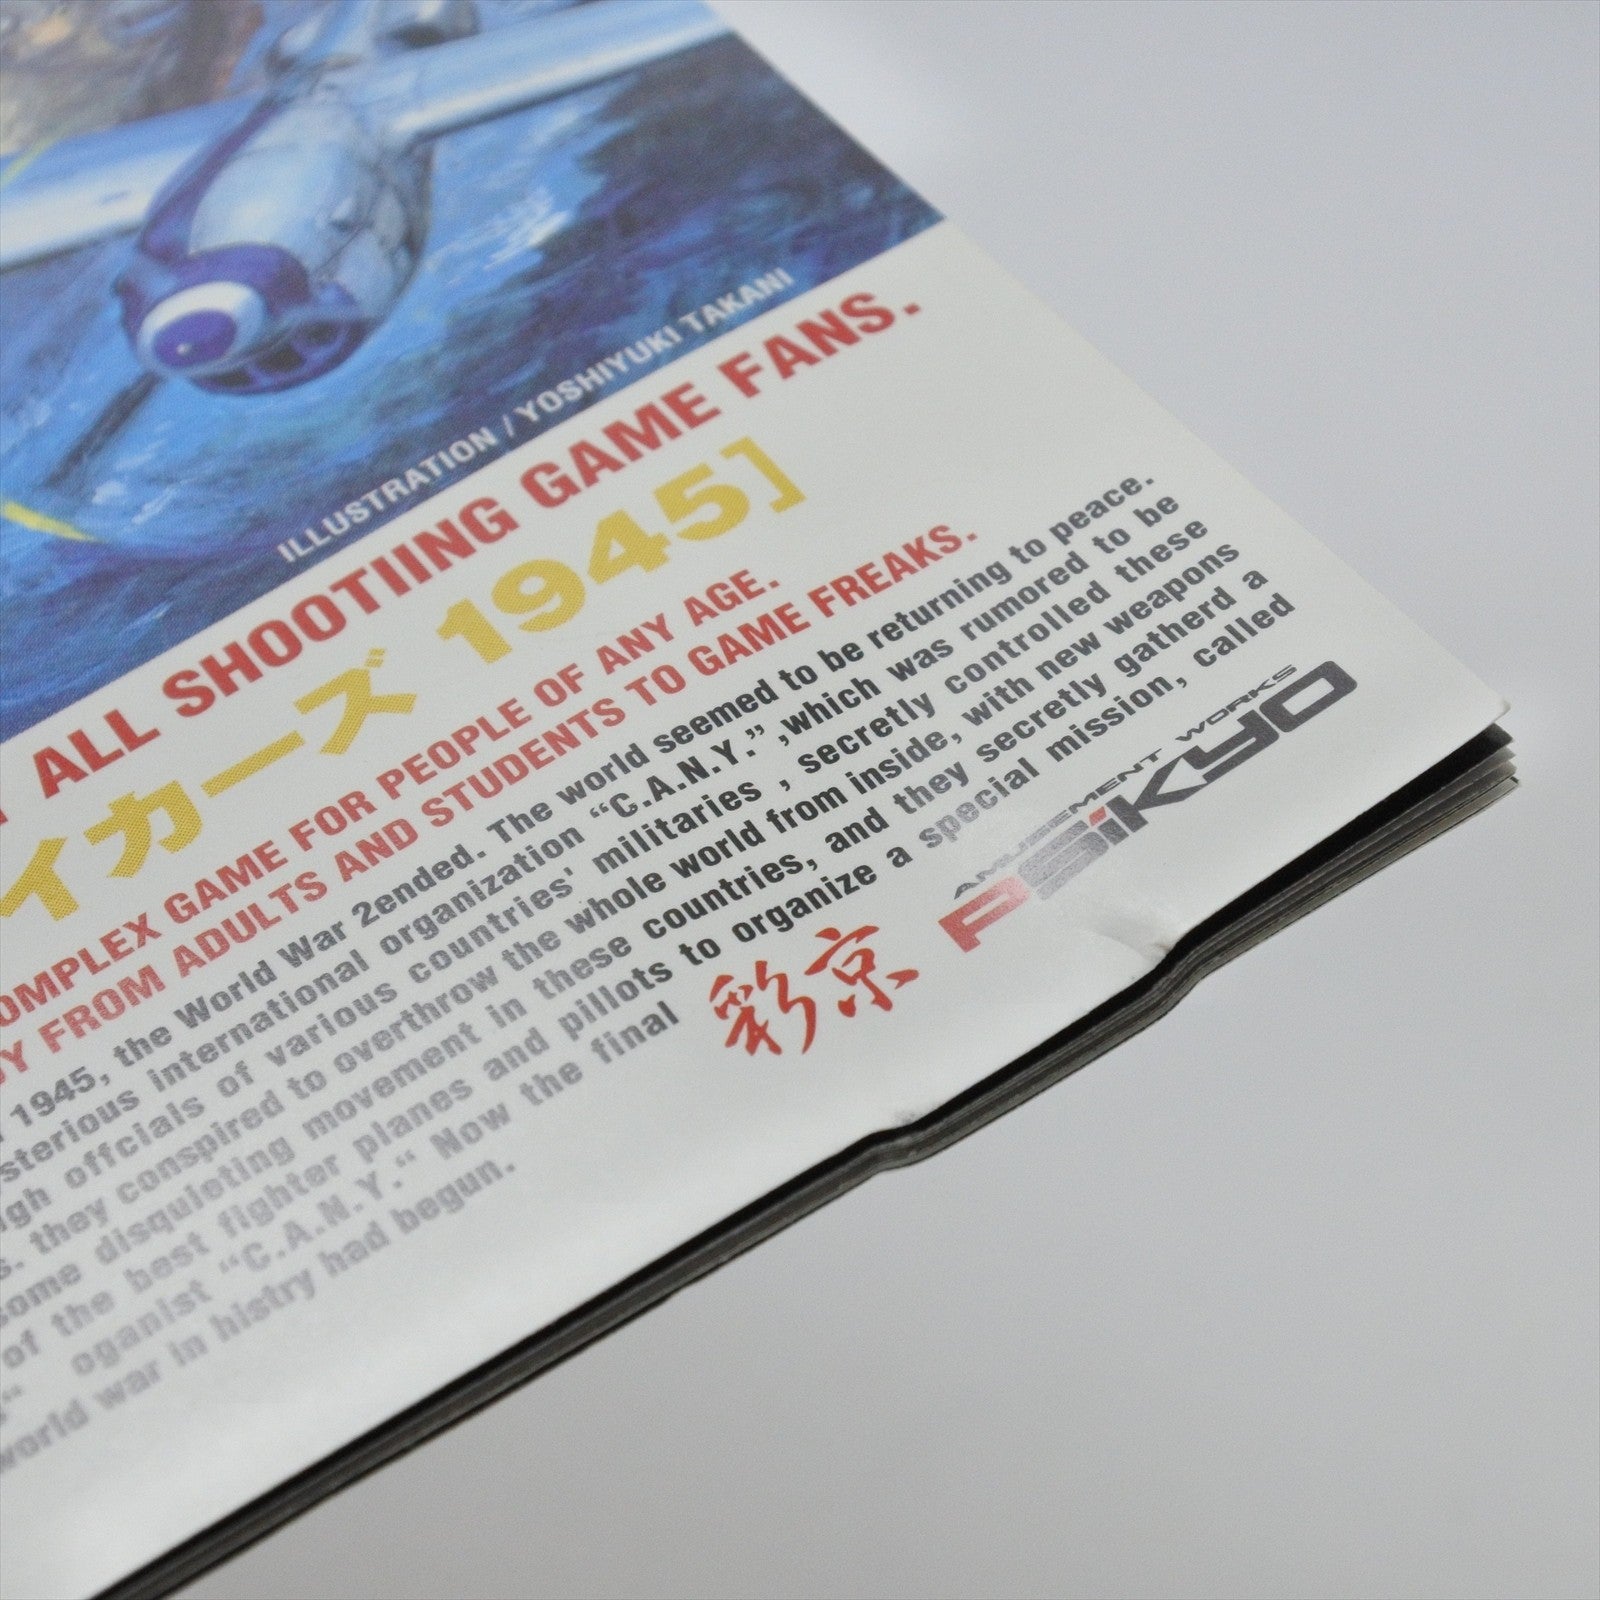 ILLUSTRATION / YOSHIYUKI TAKANI
ALL SHOOTIING GAME FANS.
イカーズ 1945]
COMPLEX GAME FOR PEOPLE OF ANY AGE.
FROM ADULTS AND STUDENTS TO GAME FREAKS.
1945, the World War 2ended. The world seemed to be returning to peace.
international organization “C.A.N.Y.” ,which was rumored to be
offcials of various countries' militaries , secretly controlled these
they conspired to overthrow the whole world from inside, with new weapons
some disquieting movement in these countries, and they secretly gatherd a
of the best fighter planes and pillots to organize a special mission, called
“ oganist “C.A.N.Y.“ Now the final
world war in histry had begun.
彩京
AMUSEMENT WORKS
PSiKYO